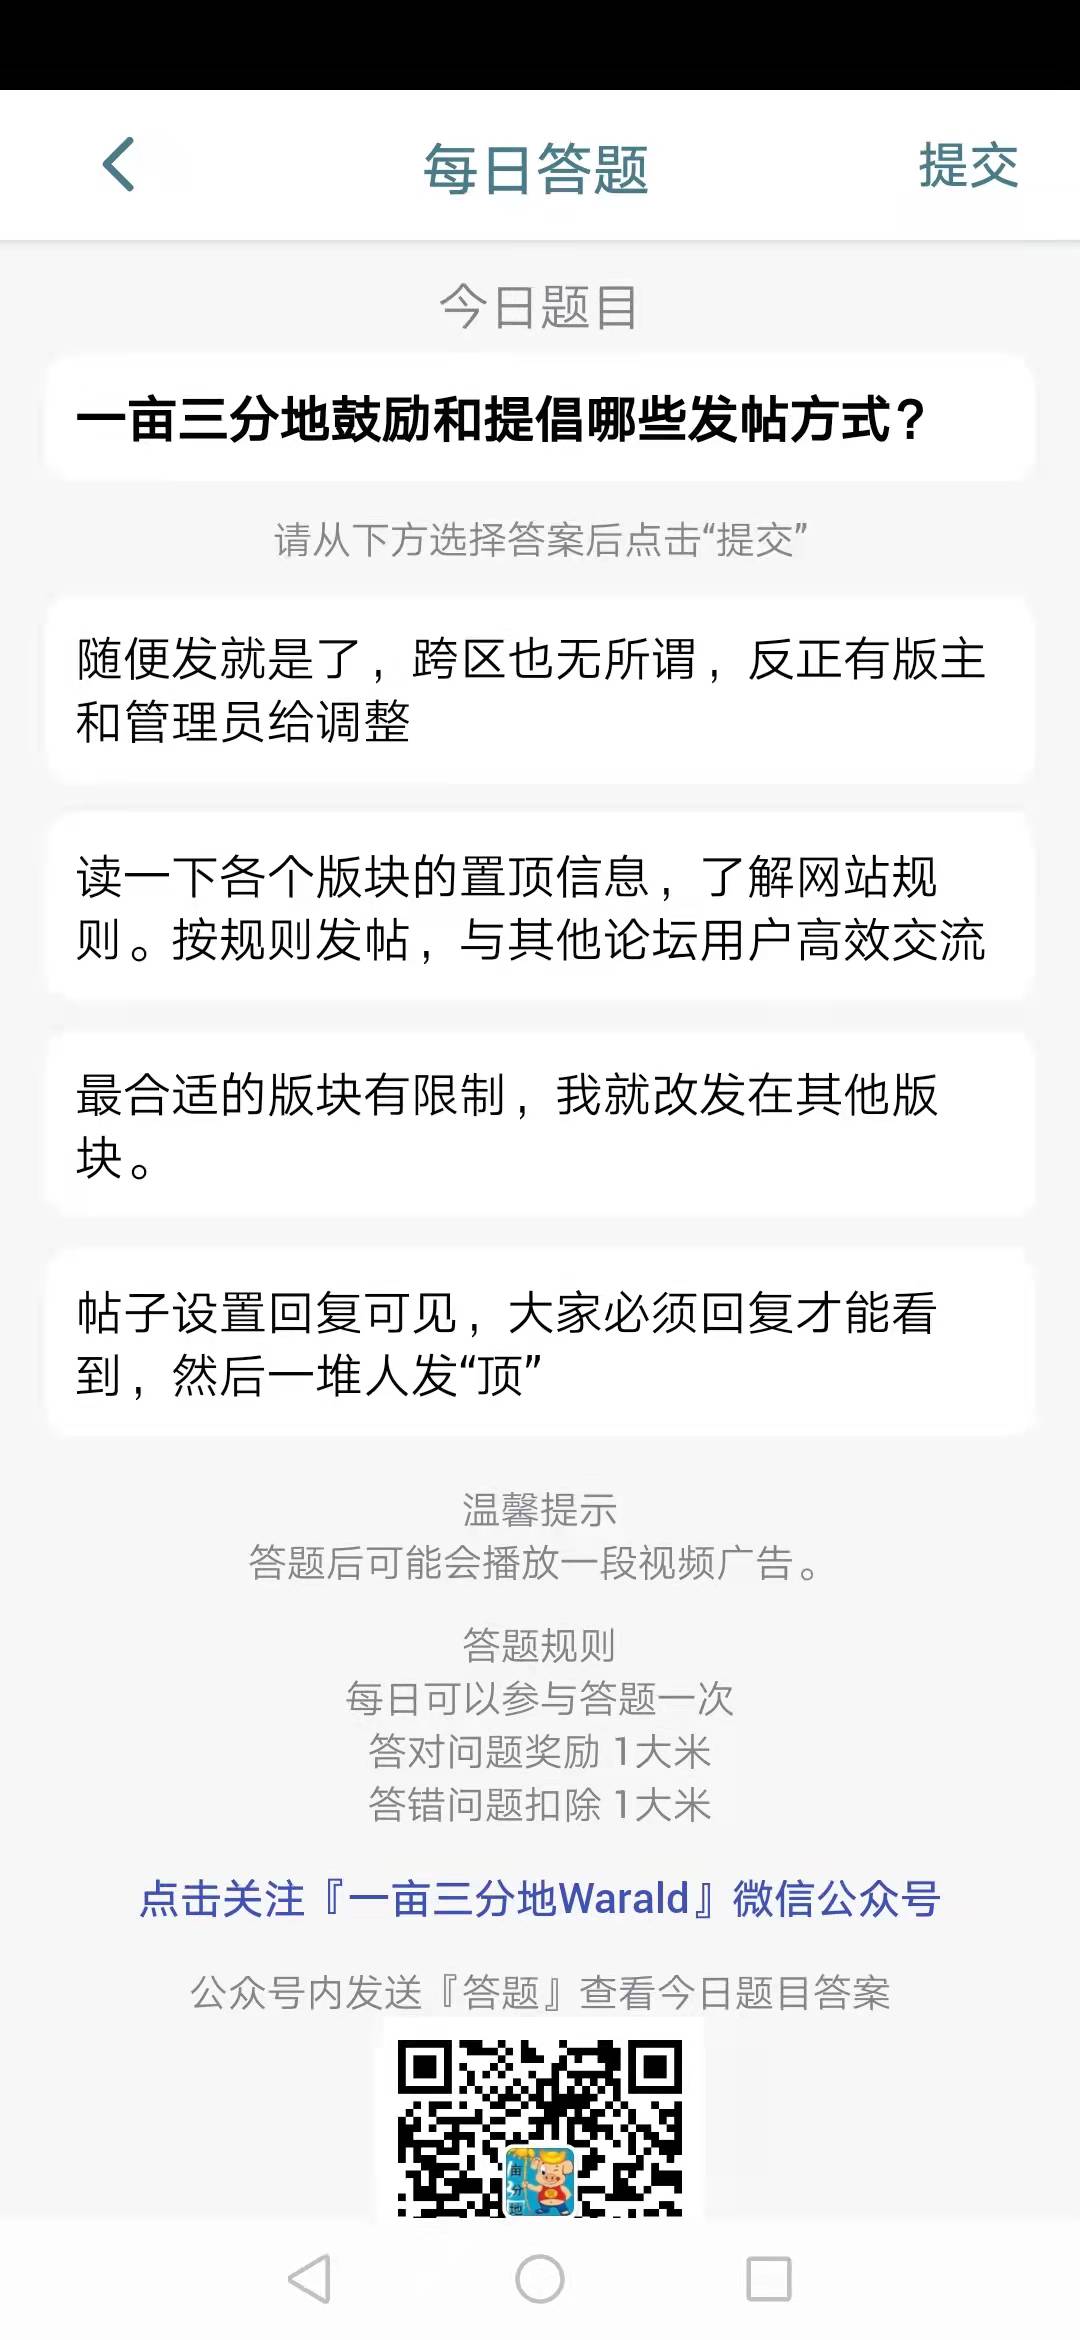 每日答题
提交
今日题目
一亩三分地鼓励和提倡哪些发帖方式？
请从下方选择答案后点击“提交”
随便发就是了，跨区也无所谓，反正有版主
和管理员给调整
读一下各个版块的置顶信息，了解网站规
则。按规则发帖，与其他论坛用户高效交流
最合适的版块有限制，我就改发在其他版
块。
帖子设置回复可见，大家必须回复才能看
到，然后一堆人发“顶”
温馨提示
答题后可能会播放一段视频广告。
答题规则
每日可以参与答题一次
答对问题奖励 1大米
答错问题扣除 1大米
点击关注『一亩三分地Warald』微信公众号
公众号内发送『答题』查看今日题目答案